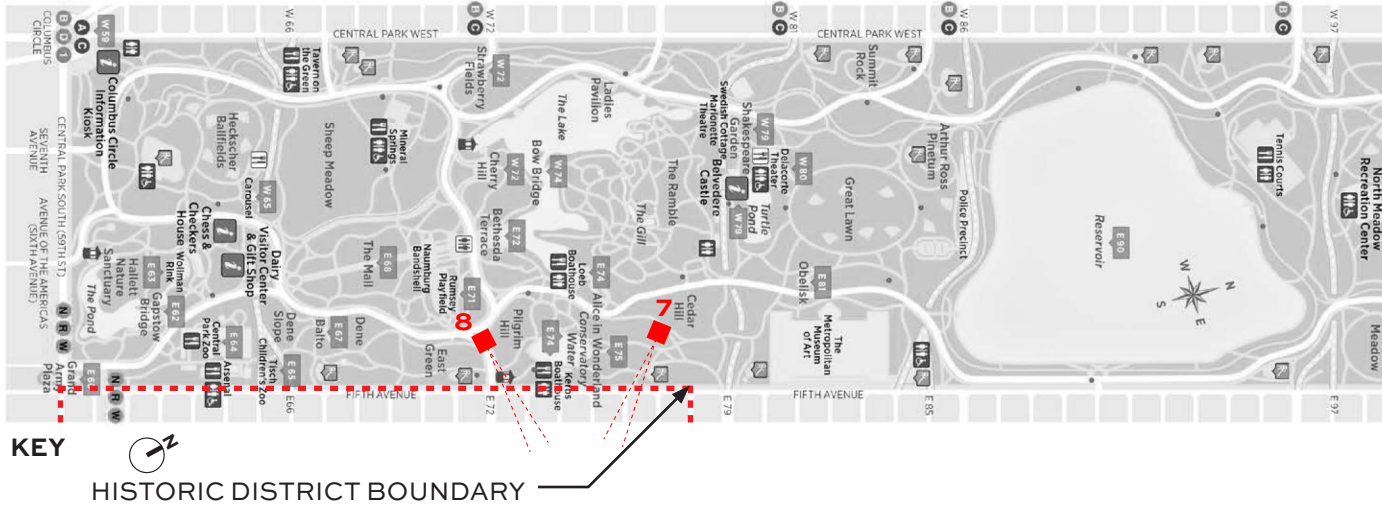 COLUMBUS
CIRCLE
B D 1
A C
W 59
W 66
B C
W 72
B C
W 81
B C
W 86
B C
W 97
CENTRAL PARK WEST
CENTRAL PARK WEST
Columbus Circle
Information
Kiosk
Heckscher
Ballfields
Tavern on
the Green
Sheep Meadow
Mineral
Springs
Strawberry
Fields
W 72
The Lake
Ladies
Pavilion
Cherry
Hill
W 72
Bow Bridge
W 74
Swedish Cottage
Marionette
Theatre
Shakespeare
Garden
W 79
Delacorte
Theater
W 80
Belvedere
Castle
W 79
Turtle
Pond
The Ramble
The Gill
Summit
Rock
Great Lawn
Arthur Ross
Pinetum
Police Precinct
Reservoir
E 90
Tennis Courts
North Meadow
Recreation Center
Meadow
CENTRAL PARK SOUTH (59TH ST)
SEVENTH
AVENUE
AVENUE OF THE AMERICAS
(SIXTH AVENUE)
Carousel
W 65
Chess &
Checkers
House
Visitor Center
& Gift Shop
Dairy
Wollman
Rink
E 62
E 63
Hallett
Nature
Sanctuary
Gapstow
Bridge
The Pond
N R W
Grand
Army
Plaza
E 60
N R W
Central
Park Zoo
E 64
Arsenal
Tisch
Children's Zoo
E 65
Dene
Slope
E 67
Balto
Dene
The Mall
E 68
Naumburg
Bandshell
Rumsey
Playfield
E 71
Bethesda
Terrace
E 72
East
Green
Pilgrim
Hill
8
Loeb
Boathouse
E 74
Alice in Wonderland
Conservatory
Water
E 74
Kerbs
Boathouse
E 75
Cedar
Hill
7
Obelisk
E 81
The
Metropolitan
Museum
of Art
W
N
S
E
E 66
FIFTH AVENUE
E 72
E 79
FIFTH AVENUE
E 85
E 97
KEY
N
HISTORIC DISTRICT BOUNDARY